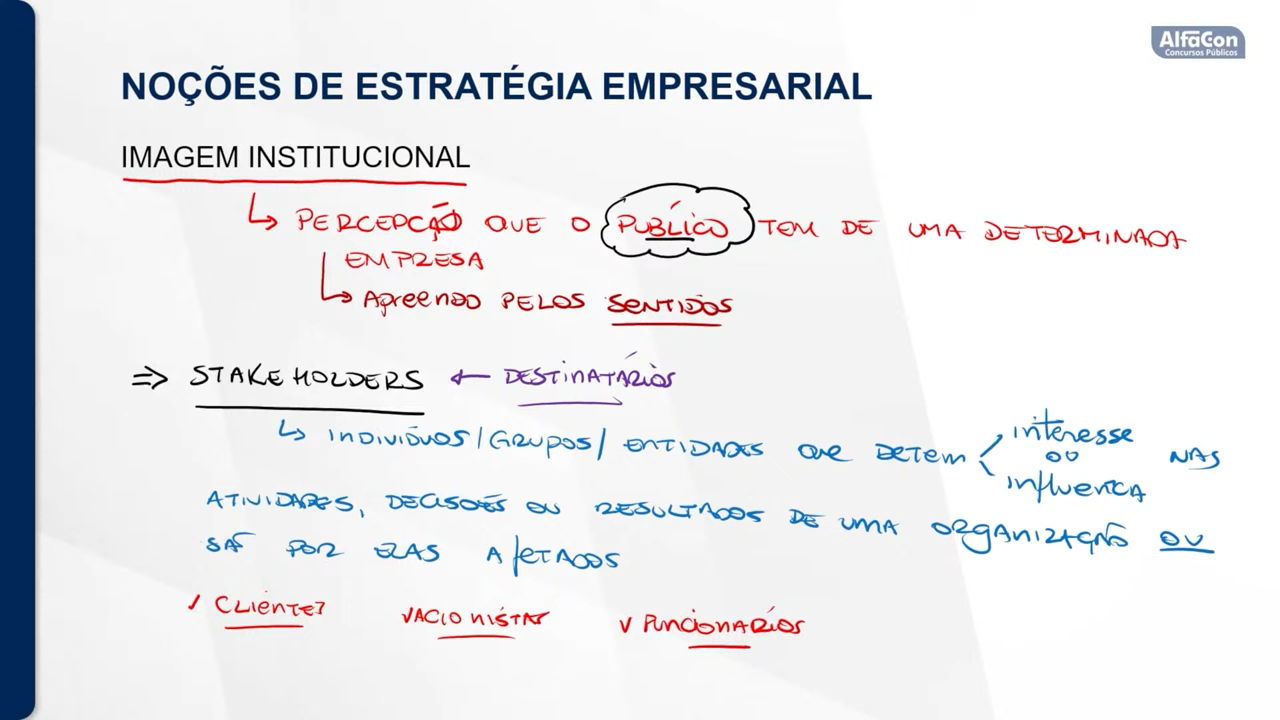 AlfaCon
Concursos Públicos
NOÇÕES DE ESTRATÉGIA EMPRESARIAL
IMAGEM INSTITUCIONAL
↳ PERCEPÇÃO QUE O PÚBLICO TEM DE UMA DETERMINADA
EMPRESA
↳ Apreendo PELOS SENTIDOS
⇒ STAKEHOLDERS ← DESTINATÁRIOS
↳ INDIVÍDUOS/GRUPOS/ENTIDADES QUE DETEM interesse ou influencia NAS
ATIVIDADES, DECISÕES OU RESULTADOS DE UMA ORGANIZAÇÃO OU
SÃO POR ELAS AFETADOS
✓ CLIENTES ✓ ACIONISTAS ✓ FUNCIONÁRIOS